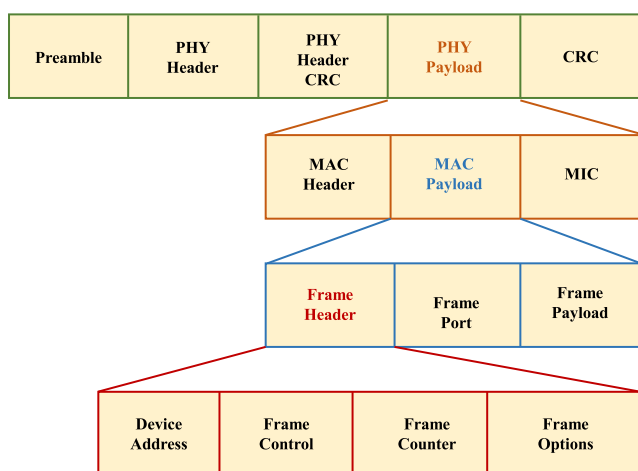 Preamble
PHY
Header
PHY
Header
CRC
PHY
Payload
CRC
MAC
Header
MAC
Payload
MIC
Frame
Header
Frame
Port
Frame
Payload
Device
Address
Frame
Control
Frame
Counter
Frame
Options